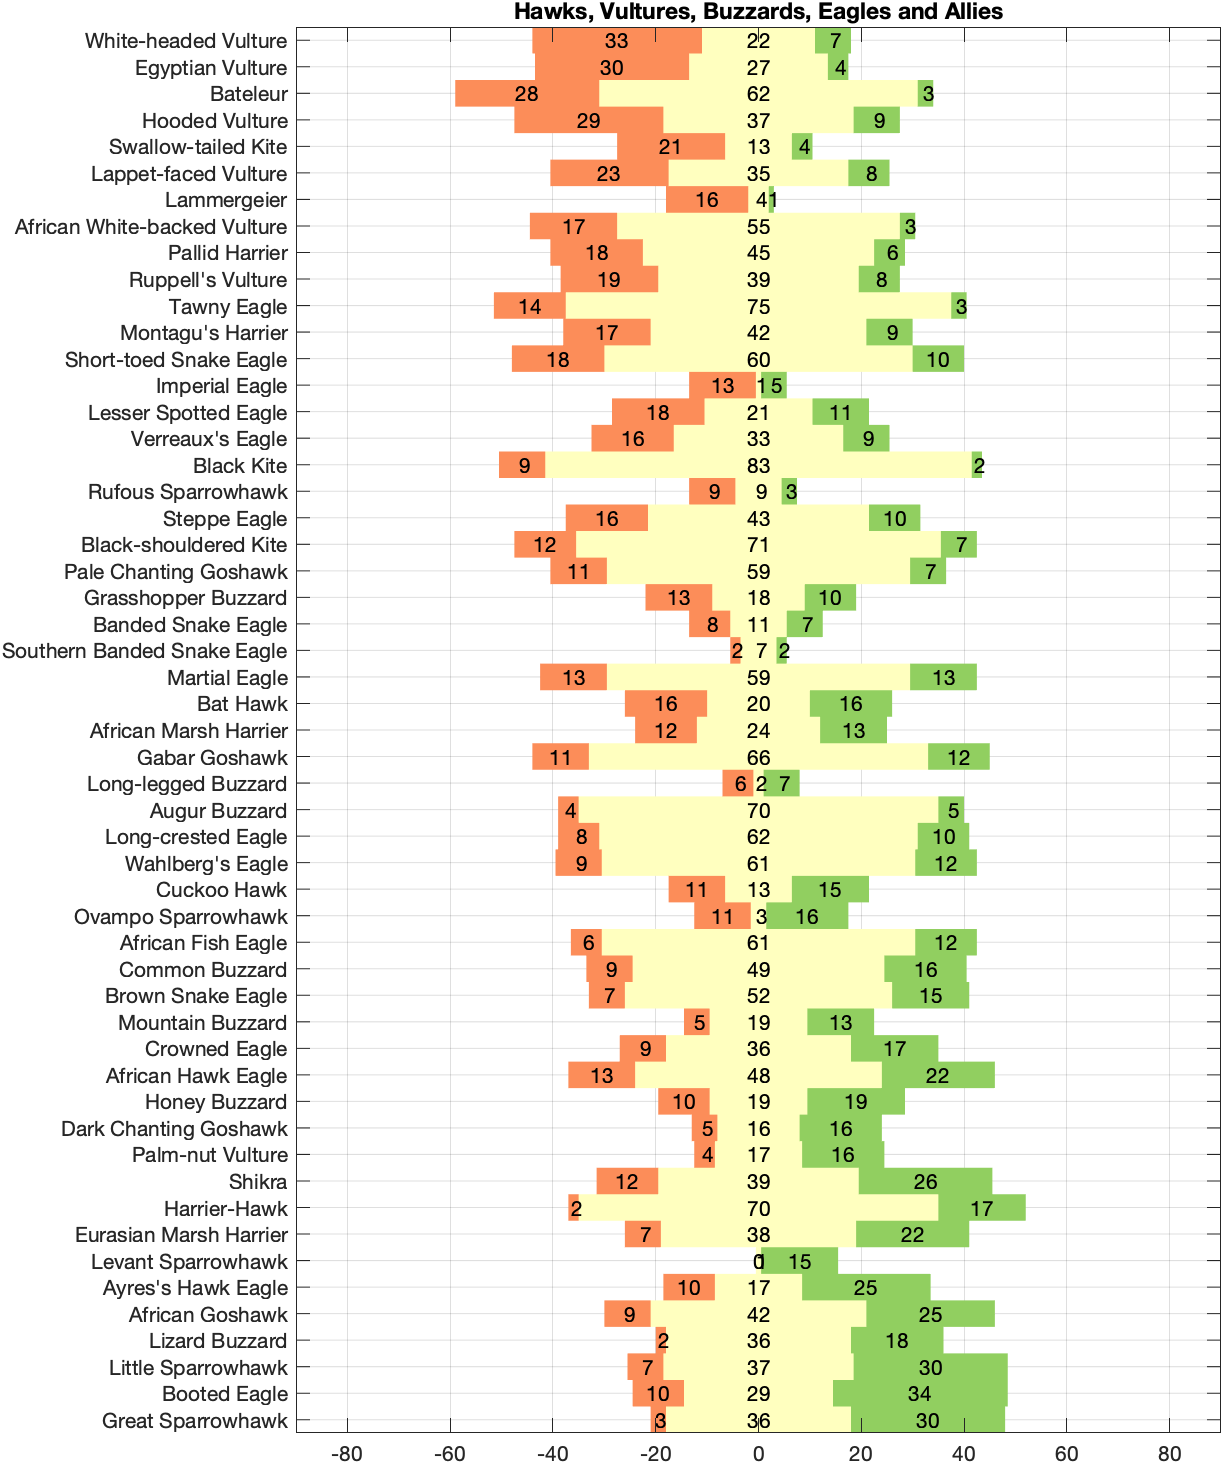 Hawks, Vultures, Buzzards, Eagles and Allies
White-headed Vulture 33 22 7
Egyptian Vulture 30 27 4
Bateleur 28 62 3
Hooded Vulture 29 37 9
Swallow-tailed Kite 21 13 4
Lappet-faced Vulture 23 35 8
Lammergeier 16 4 1
African White-backed Vulture 17 55 3
Pallid Harrier 18 45 6
Ruppell's Vulture 19 39 8
Tawny Eagle 14 75 3
Montagu's Harrier 17 42 9
Short-toed Snake Eagle 18 60 10
Imperial Eagle 13 1 5
Lesser Spotted Eagle 18 21 11
Verreaux's Eagle 16 33 9
Black Kite 9 83 2
Rufous Sparrowhawk 9 9 3
Steppe Eagle 16 43 10
Black-shouldered Kite 12 71 7
Pale Chanting Goshawk 11 59 7
Grasshopper Buzzard 13 18 10
Banded Snake Eagle 8 11 7
Southern Banded Snake Eagle 2 7 2
Martial Eagle 13 59 13
Bat Hawk 16 20 16
African Marsh Harrier 12 24 13
Gabar Goshawk 11 66 12
Long-legged Buzzard 6 2 7
Augur Buzzard 4 70 5
Long-crested Eagle 8 62 10
Wahlberg's Eagle 9 61 12
Cuckoo Hawk 11 13 15
Ovampo Sparrowhawk 11 3 16
African Fish Eagle 6 61 12
Common Buzzard 9 49 16
Brown Snake Eagle 7 52 15
Mountain Buzzard 5 19 13
Crowned Eagle 9 36 17
African Hawk Eagle 13 48 22
Honey Buzzard 10 19 19
Dark Chanting Goshawk 5 16 16
Palm-nut Vulture 4 17 16
Shikra 12 39 26
Harrier-Hawk 2 70 17
Eurasian Marsh Harrier 7 38 22
Levant Sparrowhawk 0 1 15
Ayres's Hawk Eagle 10 17 25
African Goshawk 9 42 25
Lizard Buzzard 2 36 18
Little Sparrowhawk 7 37 30
Booted Eagle 10 29 34
Great Sparrowhawk 3 36 30
-80 -60 -40 -20 0 20 40 60 80